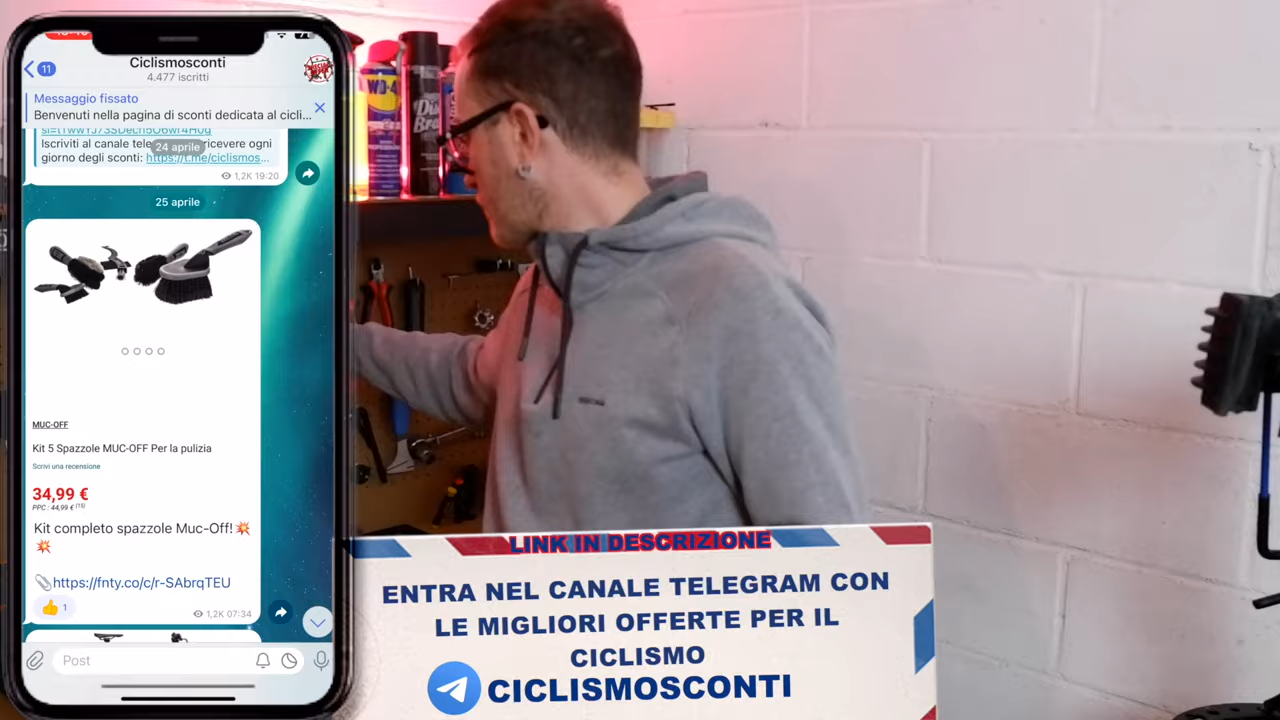 11
Ciclismosconti
4.477 iscritti
Messaggio fissato
Benvenuti nella pagina di sconti dedicata al cicli...
Iscriviti al canale
ricevere ogni
giorno degli sconti: https://t.me/ciclismos...
24 aprile
1,2K 19:20
25 aprile
MUC-OFF
Kit 5 Spazzole MUC-OFF Per la pulizia
Scrivi una recensione
34,99 €
PPC : 44,99 € (15)
Kit completo spazzole Muc-Off!💥
💥
📎https://fnty.co/c/r-SAbrqTEU
👍 1
1,2K 07:34
Post
WD-4
LINK IN DESCRIZIONE
ENTRA NEL CANALE TELEGRAM CON
LE MIGLIORI OFFERTE PER IL
CICLISMO
CICLISMOSCONTI